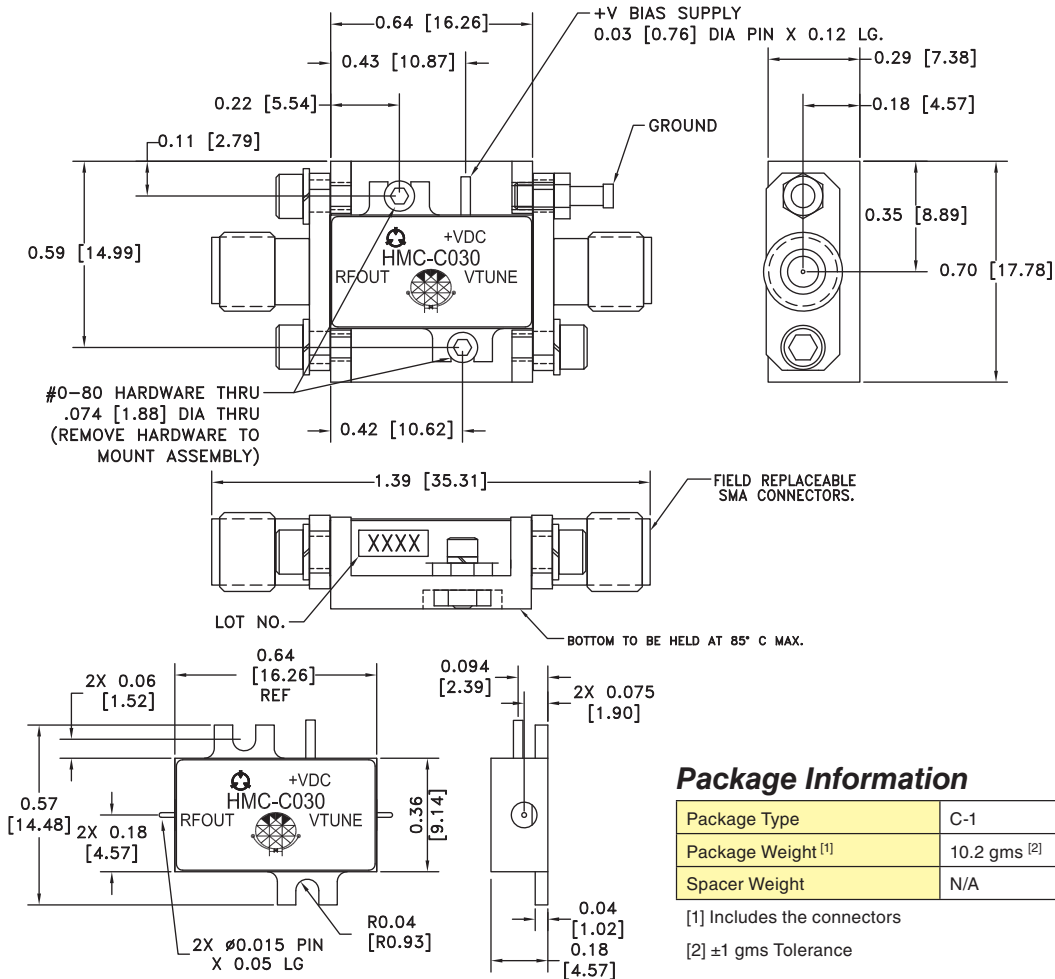 0.64 [16.26]
+V BIAS SUPPLY
0.03 [0.76] DIA PIN X 0.12 LG.
0.43 [10.87]
0.29 [7.38]
0.22 [5.54]
0.18 [4.57]
0.11 [2.79]
GROUND
0.35 [8.89]
0.59 [14.99]
+VDC
HMC-C030
RFOUT VTUNE
0.70 [17.78]
#0-80 HARDWARE THRU
.074 [1.88] DIA THRU
(REMOVE HARDWARE TO
MOUNT ASSEMBLY)
0.42 [10.62]
1.39 [35.31]
FIELD REPLACEABLE
SMA CONNECTORS.
XXXX
LOT NO.
BOTTOM TO BE HELD AT 85° C MAX.
0.64
[16.26]
REF
2X 0.06
[1.52]
0.094
[2.39]
2X 0.075
[1.90]
+VDC
HMC-C030
RFOUT VTUNE
0.57
[14.48]
2X 0.18
[4.57]
0.36
[9.14]
R0.04
[R0.93]
2X ø0.015 PIN
X 0.05 LG
0.04
[1.02]
0.18
[4.57]
Package Information
Package Type C-1
Package Weight [1] 10.2 gms [2]
Spacer Weight N/A
[1] Includes the connectors
[2] ±1 gms Tolerance